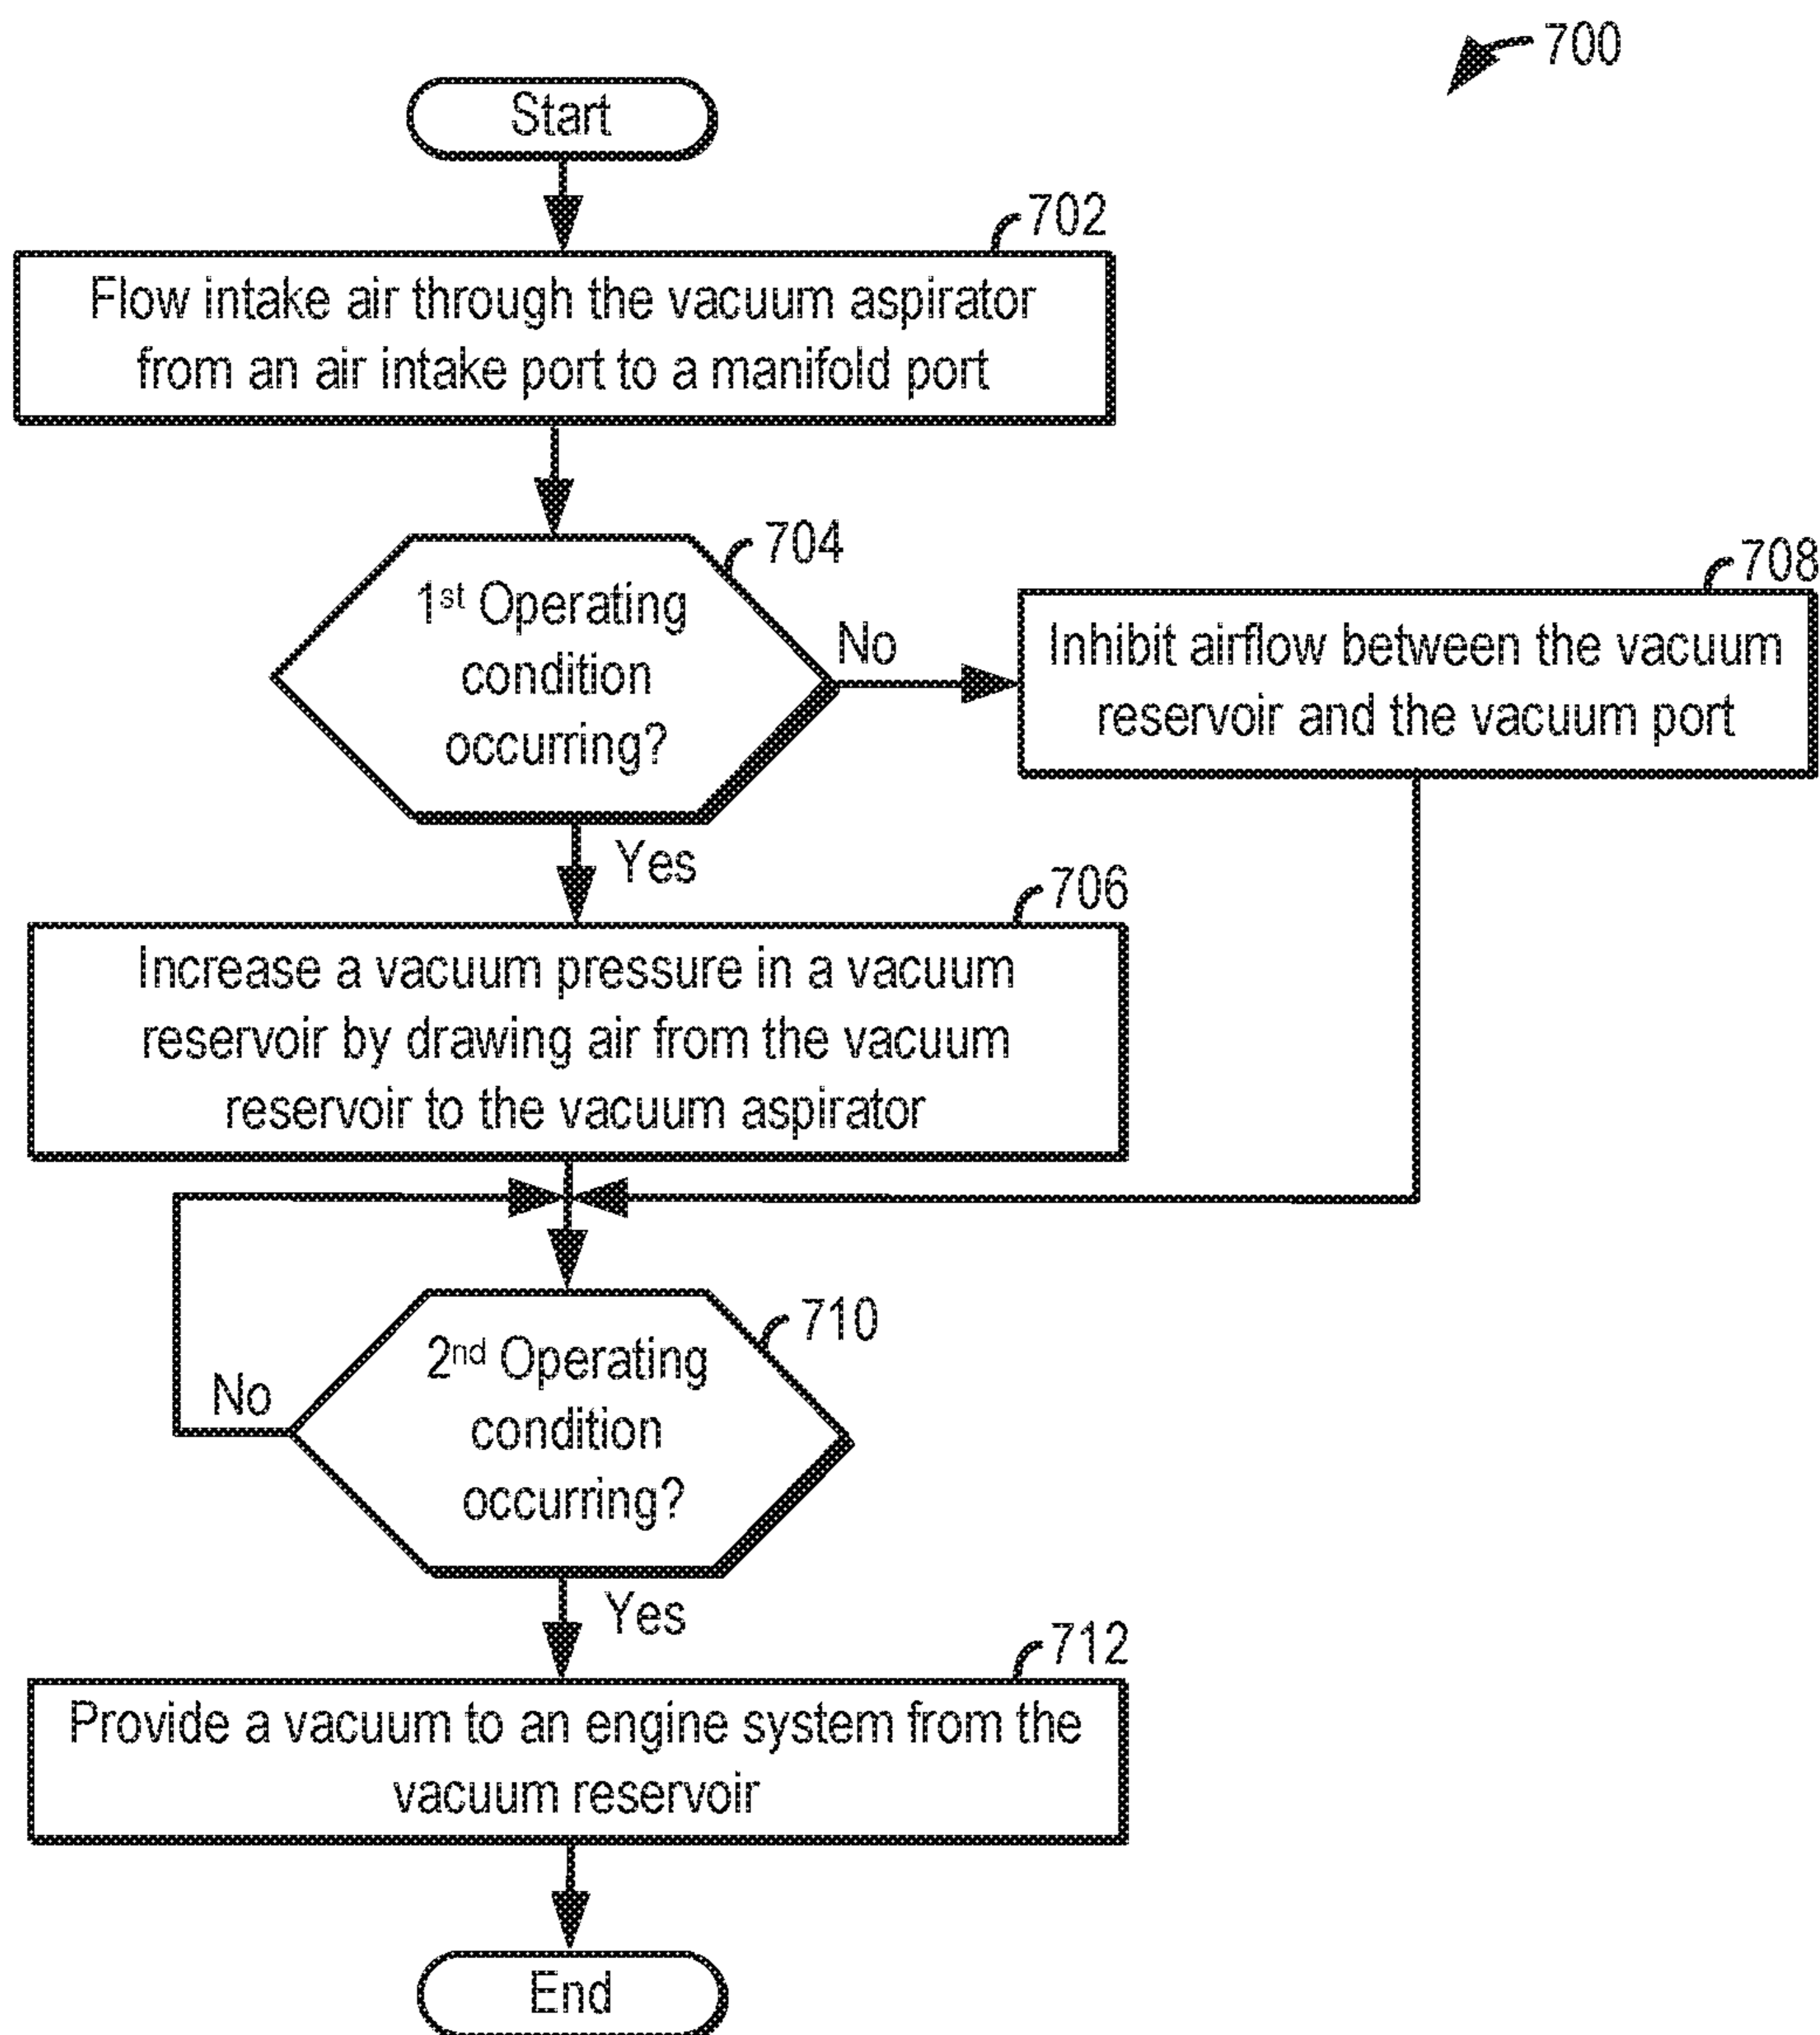 700
Start
702
Flow intake air through the vacuum aspirator
from an air intake port to a manifold port
704
1st Operating
condition
occurring?
No
708
Inhibit airflow between the vacuum
reservoir and the vacuum port
Yes
706
Increase a vacuum pressure in a vacuum
reservoir by drawing air from the vacuum
reservoir to the vacuum aspirator
710
2nd Operating
condition
occurring?
No
Yes
712
Provide a vacuum to an engine system from the
vacuum reservoir
End